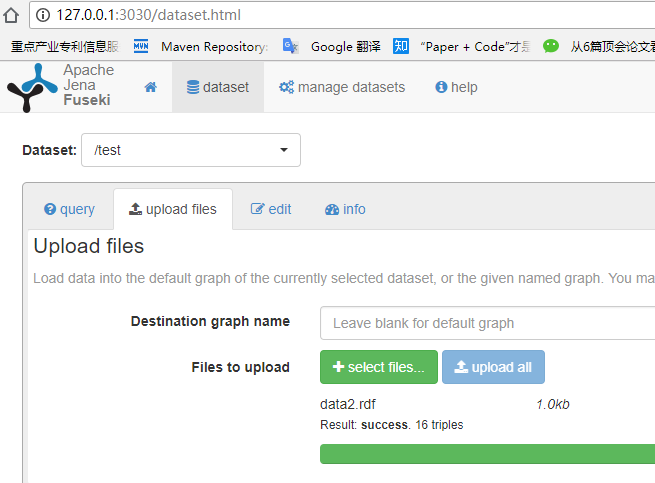 127.0.0.1:3030/dataset.html
重点产业专利信息服
MVN Maven Repository:
Google 翻译
知 “Paper + Code”才是
从6篇顶会论文看
Apache
Jena
Fuseki
dataset
manage datasets
help
Dataset: /test
query
upload files
edit
info
Upload files
Load data into the default graph of the currently selected dataset, or the given named graph. You ma
Destination graph name
Leave blank for default graph
Files to upload
select files...
upload all
data2.rdf 1.0kb
Result: success. 16 triples